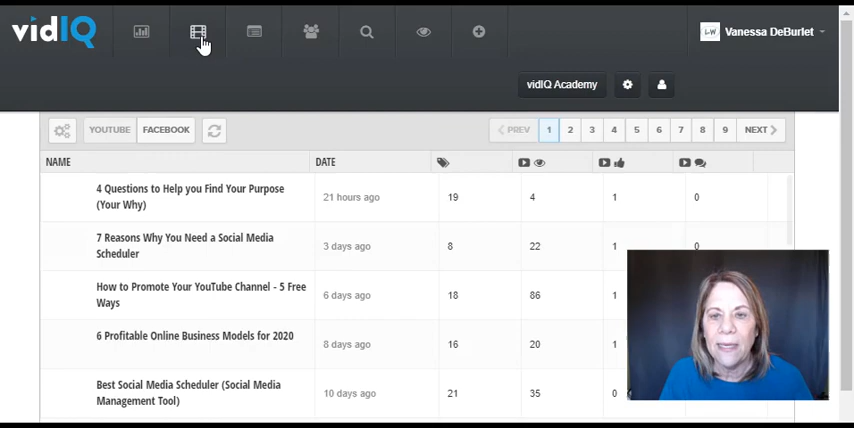 vidIQ
L-W Vanessa DeBurlet
vidIQ Academy
YOUTUBE FACEBOOK PREV 1 2 3 4 5 6 7 8 9 NEXT
NAME DATE
4 Questions to Help you Find Your Purpose
(Your Why)
21 hours ago 19 4 1 0
7 Reasons Why You Need a Social Media
Scheduler
3 days ago 8 22 1 0
How to Promote Your YouTube Channel - 5 Free
Ways
6 days ago 18 86 1
6 Profitable Online Business Models for 2020
8 days ago 16 20 1
Best Social Media Scheduler (Social Media
Management Tool)
10 days ago 21 35 0